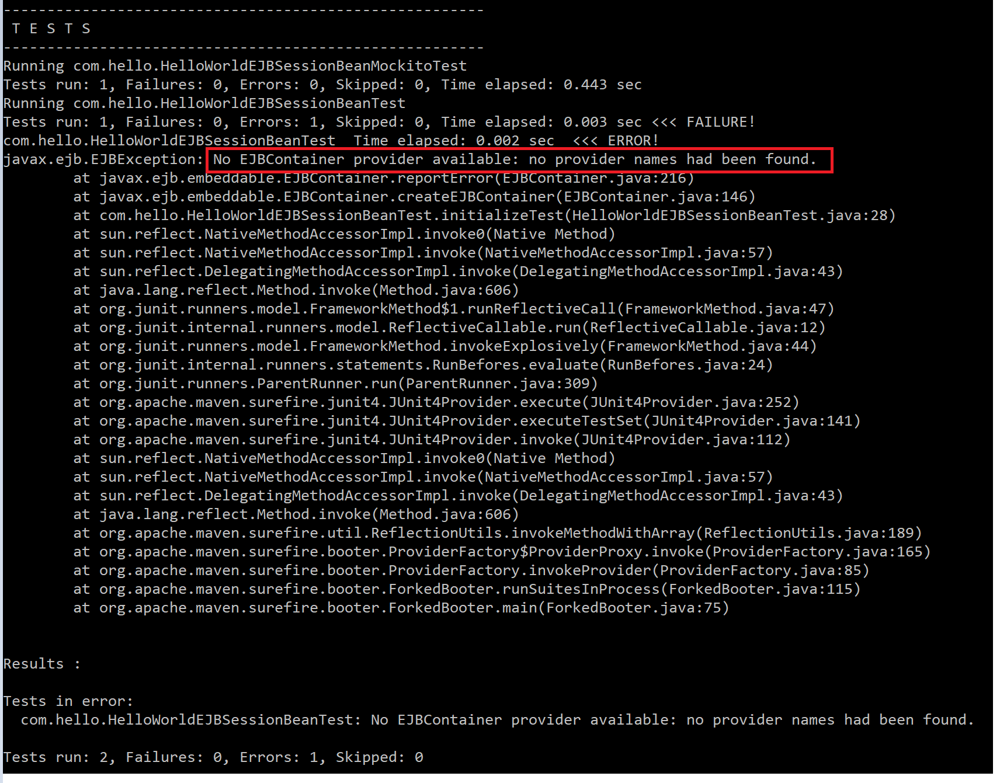 -------------------------------------------------------
 T E S T S
-------------------------------------------------------
Running com.hello.HelloWorldEJBSessionBeanMockitoTest
Tests run: 1, Failures: 0, Errors: 0, Skipped: 0, Time elapsed: 0.443 sec
Running com.hello.HelloWorldEJBSessionBeanTest
Tests run: 1, Failures: 0, Errors: 1, Skipped: 0, Time elapsed: 0.003 sec <<< FAILURE!
com.hello.HelloWorldEJBSessionBeanTest  Time elapsed: 0.002 sec  <<< ERROR!
javax.ejb.EJBException: No EJBContainer provider available: no provider names had been found.
        at javax.ejb.embeddable.EJBContainer.reportError(EJBContainer.java:216)
        at javax.ejb.embeddable.EJBContainer.createEJBContainer(EJBContainer.java:146)
        at com.hello.HelloWorldEJBSessionBeanTest.initializeTest(HelloWorldEJBSessionBeanTest.java:28)
        at sun.reflect.NativeMethodAccessorImpl.invoke0(Native Method)
        at sun.reflect.NativeMethodAccessorImpl.invoke(NativeMethodAccessorImpl.java:57)
        at sun.reflect.DelegatingMethodAccessorImpl.invoke(DelegatingMethodAccessorImpl.java:43)
        at java.lang.reflect.Method.invoke(Method.java:606)
        at org.junit.runners.model.FrameworkMethod$1.runReflectiveCall(FrameworkMethod.java:47)
        at org.junit.internal.runners.model.ReflectiveCallable.run(ReflectiveCallable.java:12)
        at org.junit.runners.model.FrameworkMethod.invokeExplosively(FrameworkMethod.java:44)
        at org.junit.internal.runners.statements.RunBefores.evaluate(RunBefores.java:24)
        at org.junit.runners.ParentRunner.run(ParentRunner.java:309)
        at org.apache.maven.surefire.junit4.JUnit4Provider.execute(JUnit4Provider.java:252)
        at org.apache.maven.surefire.junit4.JUnit4Provider.executeTestSet(JUnit4Provider.java:141)
        at org.apache.maven.surefire.junit4.JUnit4Provider.invoke(JUnit4Provider.java:112)
        at sun.reflect.NativeMethodAccessorImpl.invoke0(Native Method)
        at sun.reflect.NativeMethodAccessorImpl.invoke(NativeMethodAccessorImpl.java:57)
        at sun.reflect.DelegatingMethodAccessorImpl.invoke(DelegatingMethodAccessorImpl.java:43)
        at java.lang.reflect.Method.invoke(Method.java:606)
        at org.apache.maven.surefire.util.ReflectionUtils.invokeMethodWithArray(ReflectionUtils.java:189)
        at org.apache.maven.surefire.booter.ProviderFactory$ProviderProxy.invoke(ProviderFactory.java:165)
        at org.apache.maven.surefire.booter.ProviderFactory.invokeProvider(ProviderFactory.java:85)
        at org.apache.maven.surefire.booter.ForkedBooter.runSuitesInProcess(ForkedBooter.java:115)
        at org.apache.maven.surefire.booter.ForkedBooter.main(ForkedBooter.java:75)
Results :
Tests in error:
  com.hello.HelloWorldEJBSessionBeanTest: No EJBContainer provider available: no provider names had been found.
Tests run: 2, Failures: 0, Errors: 1, Skipped: 0